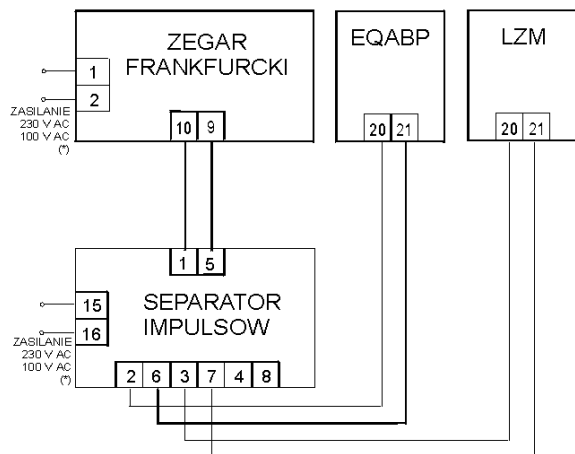 ZEGAR
FRANKFURCKI
1
2
ZASILANIE
230 V AC
100 V AC
(*)
10 9
EQABP
20 21
LZM
20 21
1 5
SEPARATOR
IMPULSOW
15
16
ZASILANIE
230 V AC
100 V AC
(*)
2 6 3 7 4 8